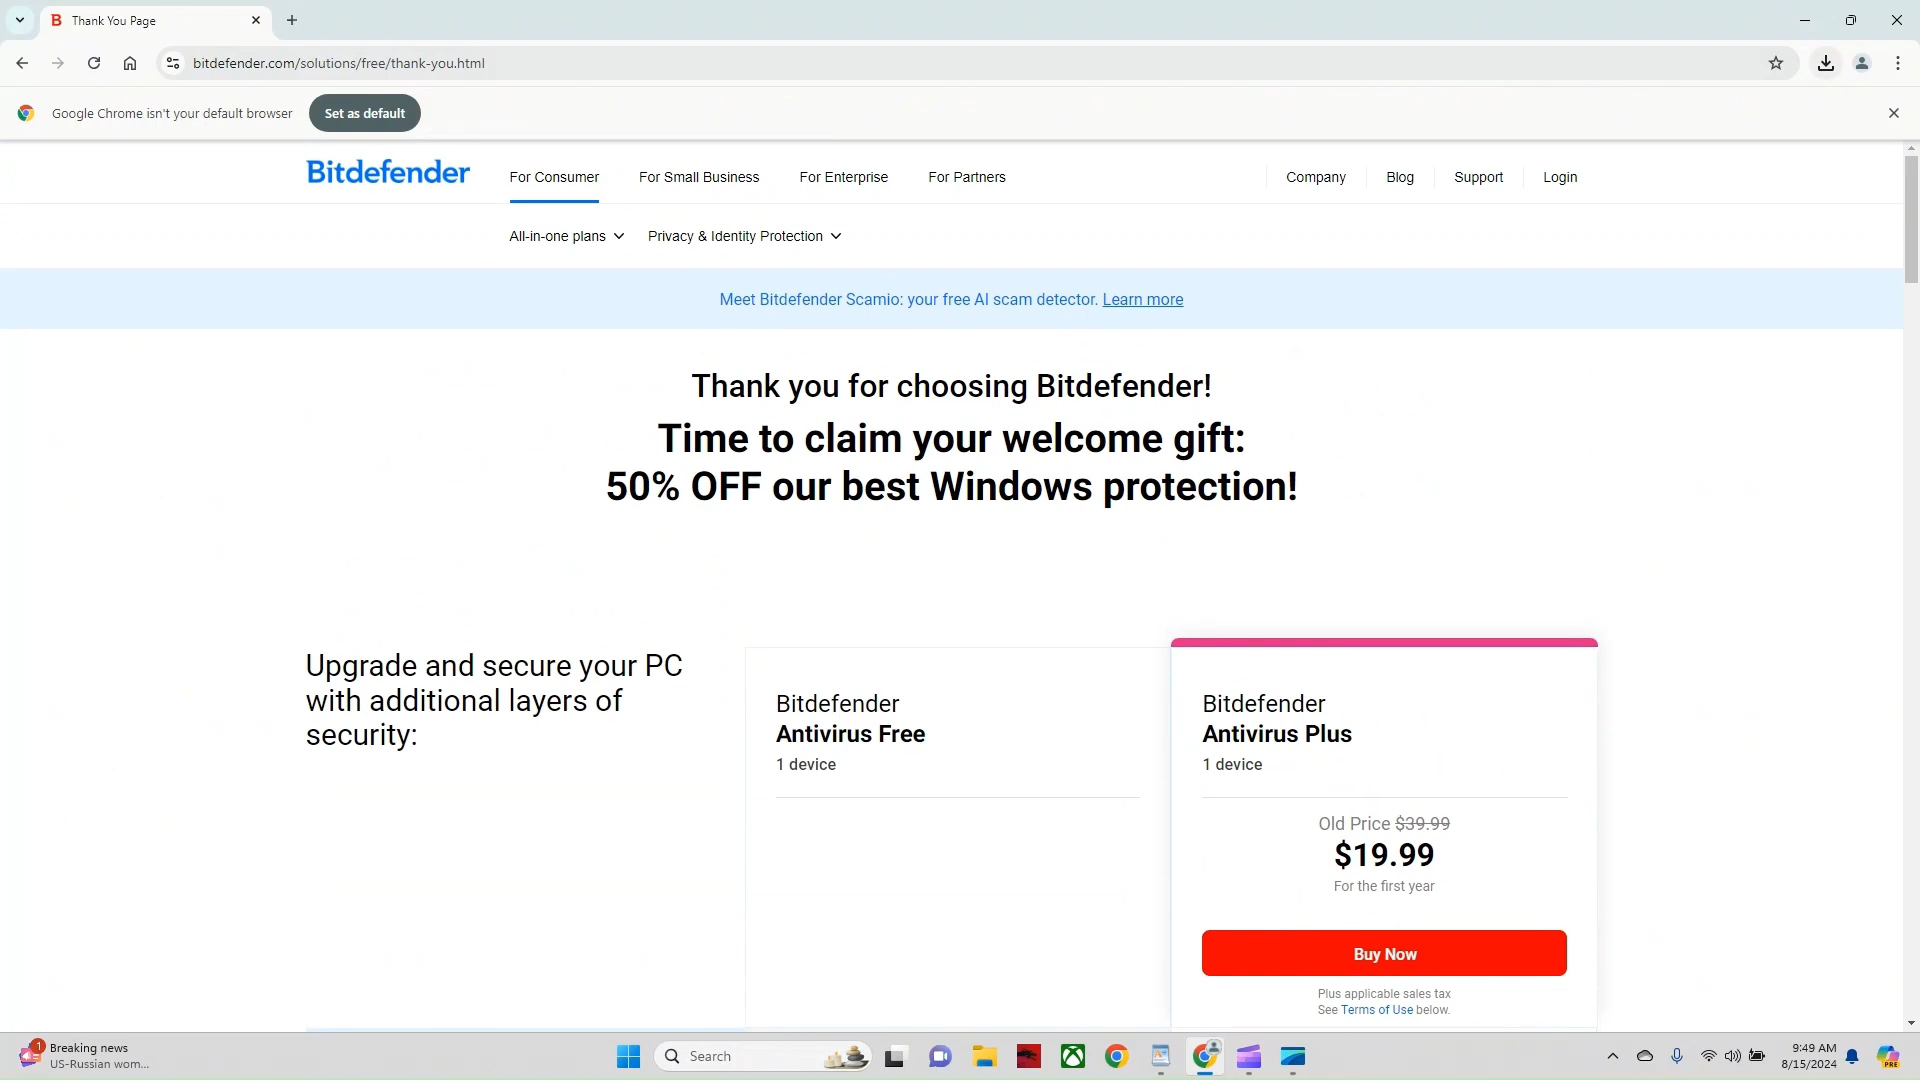 Thank You Page
bitdefender.com/solutions/free/thank-you.html
Google Chrome isn't your default browser
Set as default
Bitdefender
For Consumer
For Small Business
For Enterprise
For Partners
Company
Blog
Support
Login
All-in-one plans
Privacy & Identity Protection
Meet Bitdefender Scamio: your free AI scam detector. Learn more
Thank you for choosing Bitdefender!
Time to claim your welcome gift:
50% OFF our best Windows protection!
Upgrade and secure your PC
with additional layers of
security:
Bitdefender
Antivirus Free
1 device
Bitdefender
Antivirus Plus
1 device
Old Price $39.99
$19.99
For the first year
Buy Now
Plus applicable sales tax
See Terms of Use below.
1
Breaking news
US-Russian wom...
Search
9:49 AM
8/15/2024
PRE